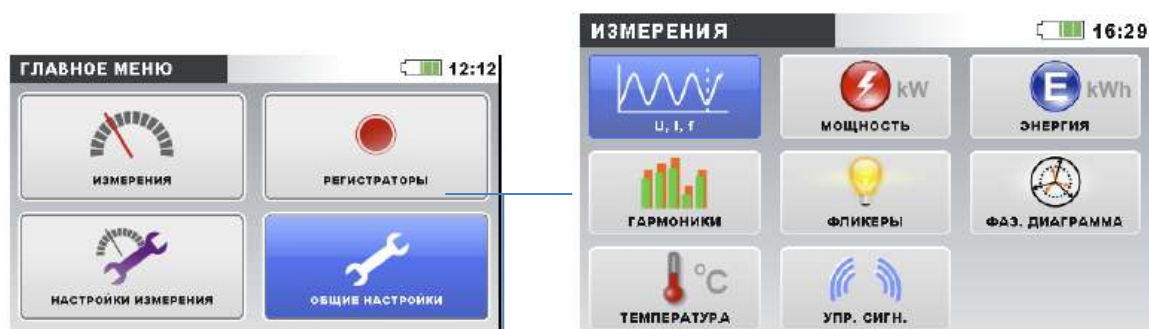 ГЛАВНОЕ МЕНЮ 12:12
ИЗМЕРЕНИЯ РЕГИСТРАТОРЫ
НАСТРОЙКИ ИЗМЕРЕНИЯ ОБЩИЕ НАСТРОЙКИ
ИЗМЕРЕНИЯ 16:29
kW E kWh
U, I, f МОЩНОСТЬ ЭНЕРГИЯ
ГАРМОНИКИ ФЛИКЕРЫ ФАЗ. ДИАГРАММА
°C
ТЕМПЕРАТУРА УПР. СИГН.